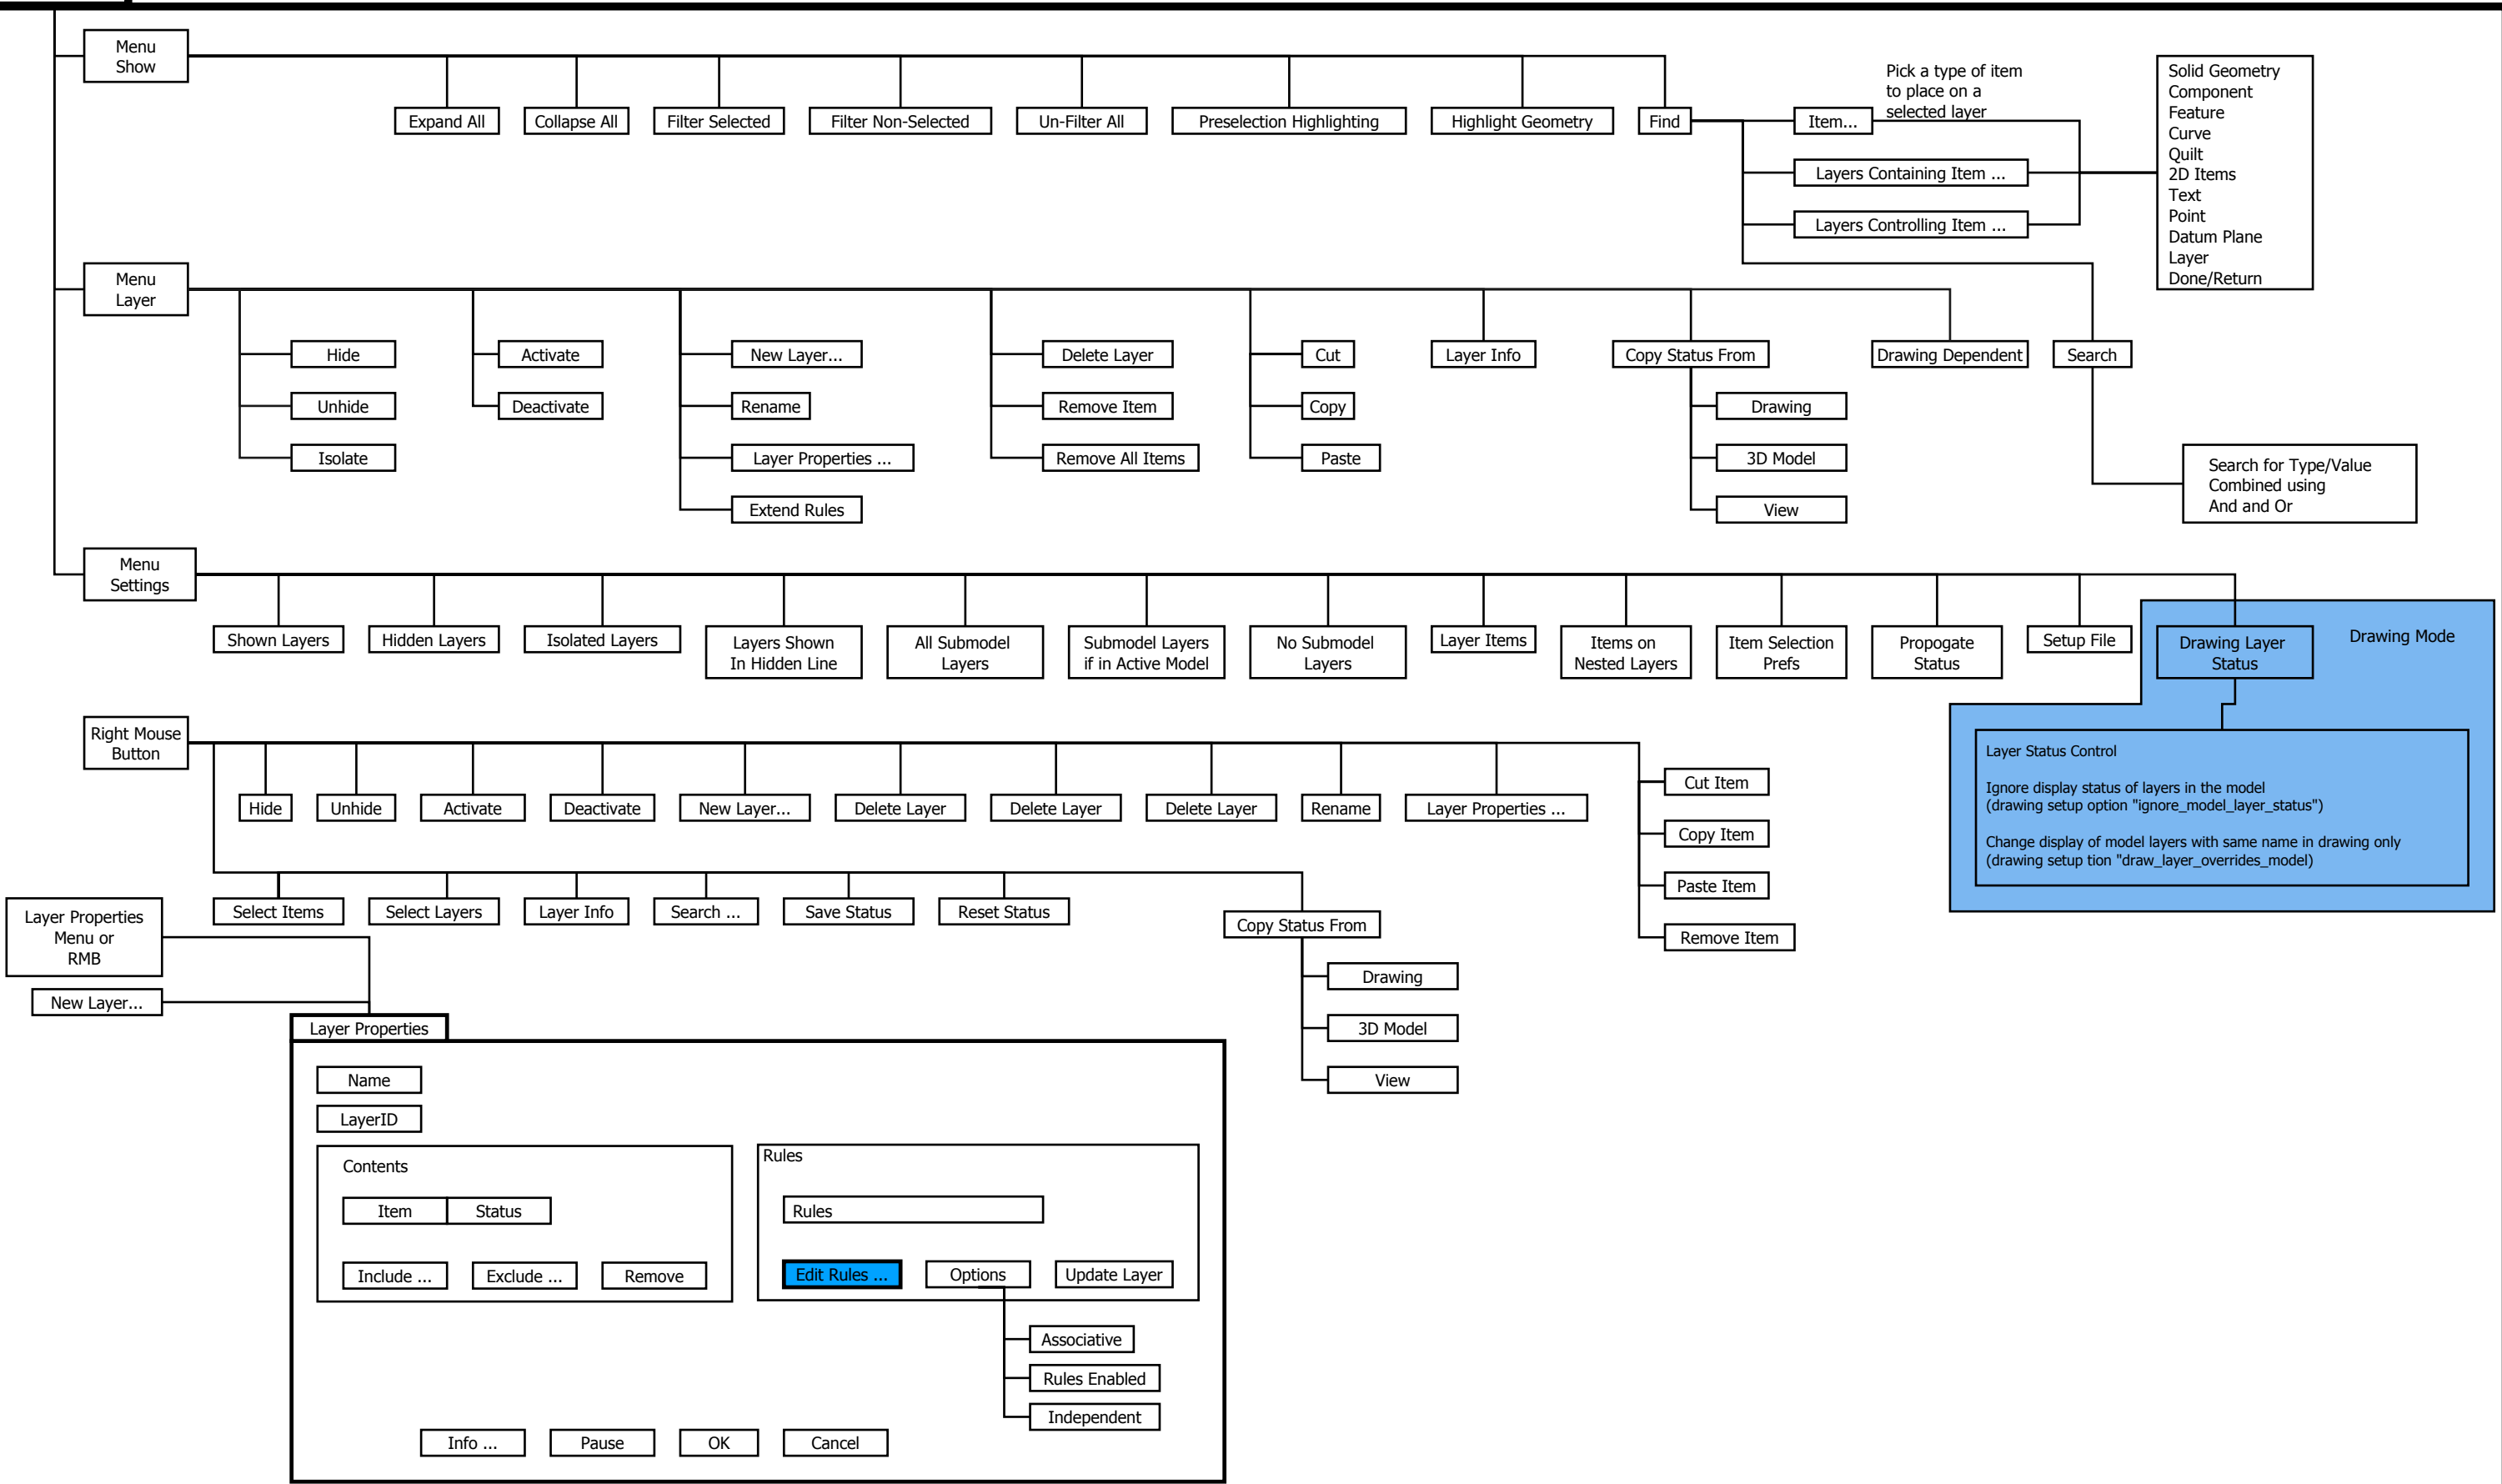 Menu
Show
Expand All
Collapse All
Filter Selected
Filter Non-Selected
Un-Filter All
Preselection Highlighting
Highlight Geometry
Find
Pick a type of item
to place on a
selected layer
Item...
Layers Containing Item ...
Layers Controlling Item ...
Solid Geometry
Component
Feature
Curve
Quilt
2D Items
Text
Point
Datum Plane
Layer
Done/Return
Menu
Layer
Hide
Unhide
Isolate
Activate
Deactivate
New Layer...
Rename
Layer Properties ...
Extend Rules
Delete Layer
Remove Item
Remove All Items
Cut
Copy
Paste
Layer Info
Copy Status From
Drawing
3D Model
View
Drawing Dependent
Search
Search for Type/Value
Combined using
And and Or
Menu
Settings
Shown Layers
Hidden Layers
Isolated Layers
Layers Shown
In Hidden Line
All Submodel
Layers
Submodel Layers
if in Active Model
No Submodel
Layers
Layer Items
Items on
Nested Layers
Item Selection
Prefs
Propogate
Status
Setup File
Drawing Layer
Status
Drawing Mode
Layer Status Control
Ignore display status of layers in the model
(drawing setup option "ignore_model_layer_status")
Change display of model layers with same name in drawing only
(drawing setup tion "draw_layer_overrides_model)
Right Mouse
Button
Hide
Unhide
Activate
Deactivate
New Layer...
Delete Layer
Delete Layer
Delete Layer
Rename
Layer Properties ...
Cut Item
Copy Item
Paste Item
Remove Item
Select Items
Select Layers
Layer Info
Search ...
Save Status
Reset Status
Copy Status From
Drawing
3D Model
View
Layer Properties
Menu or
RMB
New Layer...
Layer Properties
Name
LayerID
Contents
Item
Status
Include ...
Exclude ...
Remove
Rules
Rules
Edit Rules ...
Options
Update Layer
Associative
Rules Enabled
Independent
Info ...
Pause
OK
Cancel